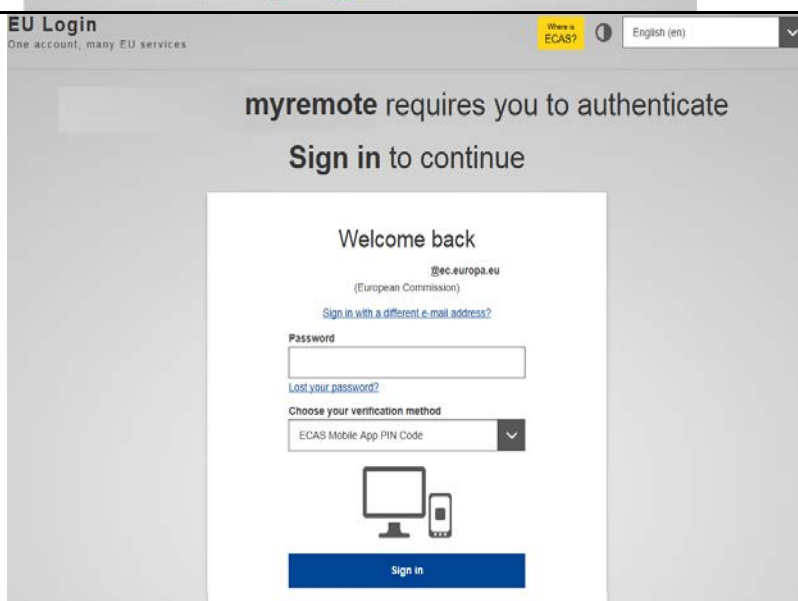 EU Login
One account, many EU services
Where is
ECAS?
English (en)
myremote requires you to authenticate
Sign in to continue
Welcome back
@ec.europa.eu
(European Commission)
Sign in with a different e-mail address?
Password
Lost your password?
Choose your verification method
ECAS Mobile App PIN Code
Sign in